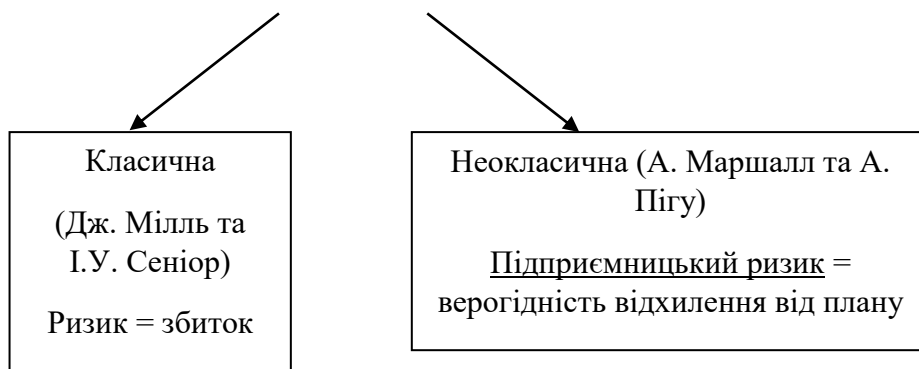 Класична
(Дж. Мілль та
І.У. Сеніор)
Ризик = збиток
Неокласична (А. Маршалл та А.
Пігу)
Підприємницький ризик =
верогідність відхилення від плану